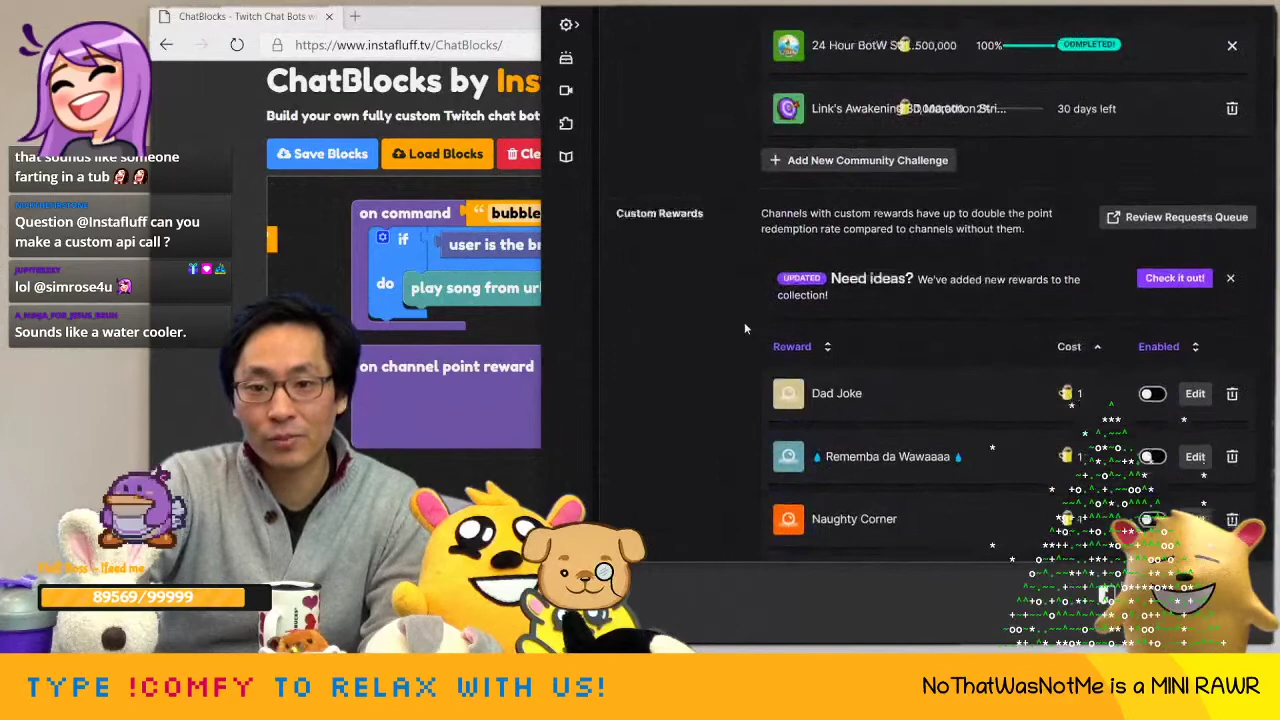 ChatBlocks - Twitch Chat Bots w
https://www.instafluff.tv/ChatBlocks/
ChatBlocks by Ins
Build your own fully custom Twitch chat bot
Save Blocks
Load Blocks
Cle
on command
bubble
if
user is the br
do
play song from url
on channel point reward
that sounds like someone
farting in a tub
Question @Instafluff can you
make a custom api call ?
JUPITEEZY
lol @simrose4u
A_NINJA_FOR_JESUS_BRUH
Sounds like a water cooler.
24 Hour BotW
500,000
100%
COMPLETED!
Link's Awakening
30 days left
Add New Community Challenge
Custom Rewards
Channels with custom rewards have up to double the point
redemption rate compared to channels without them.
Review Requests Queue
UPDATED Need ideas? We've added new rewards to the
collection!
Check it out!
Reward
Cost
Enabled
Dad Joke
1
Edit
Rememba da Wawaaaa
1
Edit
Naughty Corner
89569/99999
TYPE !COMFY TO RELAX WITH US!
NoThatWasNotMe is a MINI RAWR